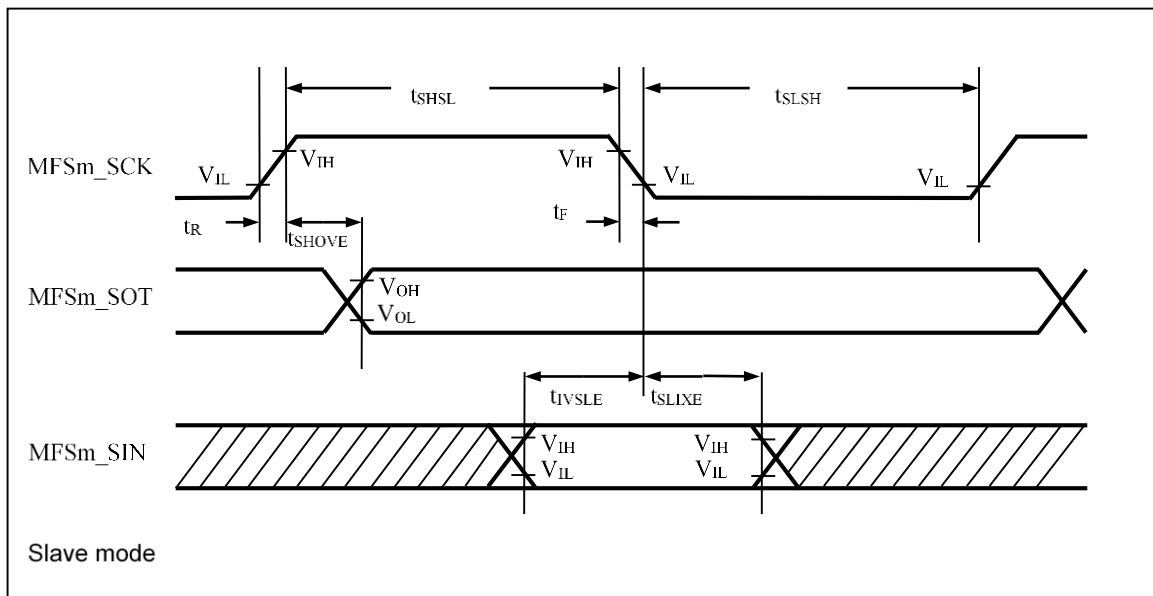 tSHSL tSLSH
MFSm_SCK
VIL VIH VIH VIL VIL
tR tSHOVE tF
MFSm_SOT
VOH
VOL
tIVSLE tSLIXE
MFSm_SIN
VIH VIH
VIL VIL
Slave mode